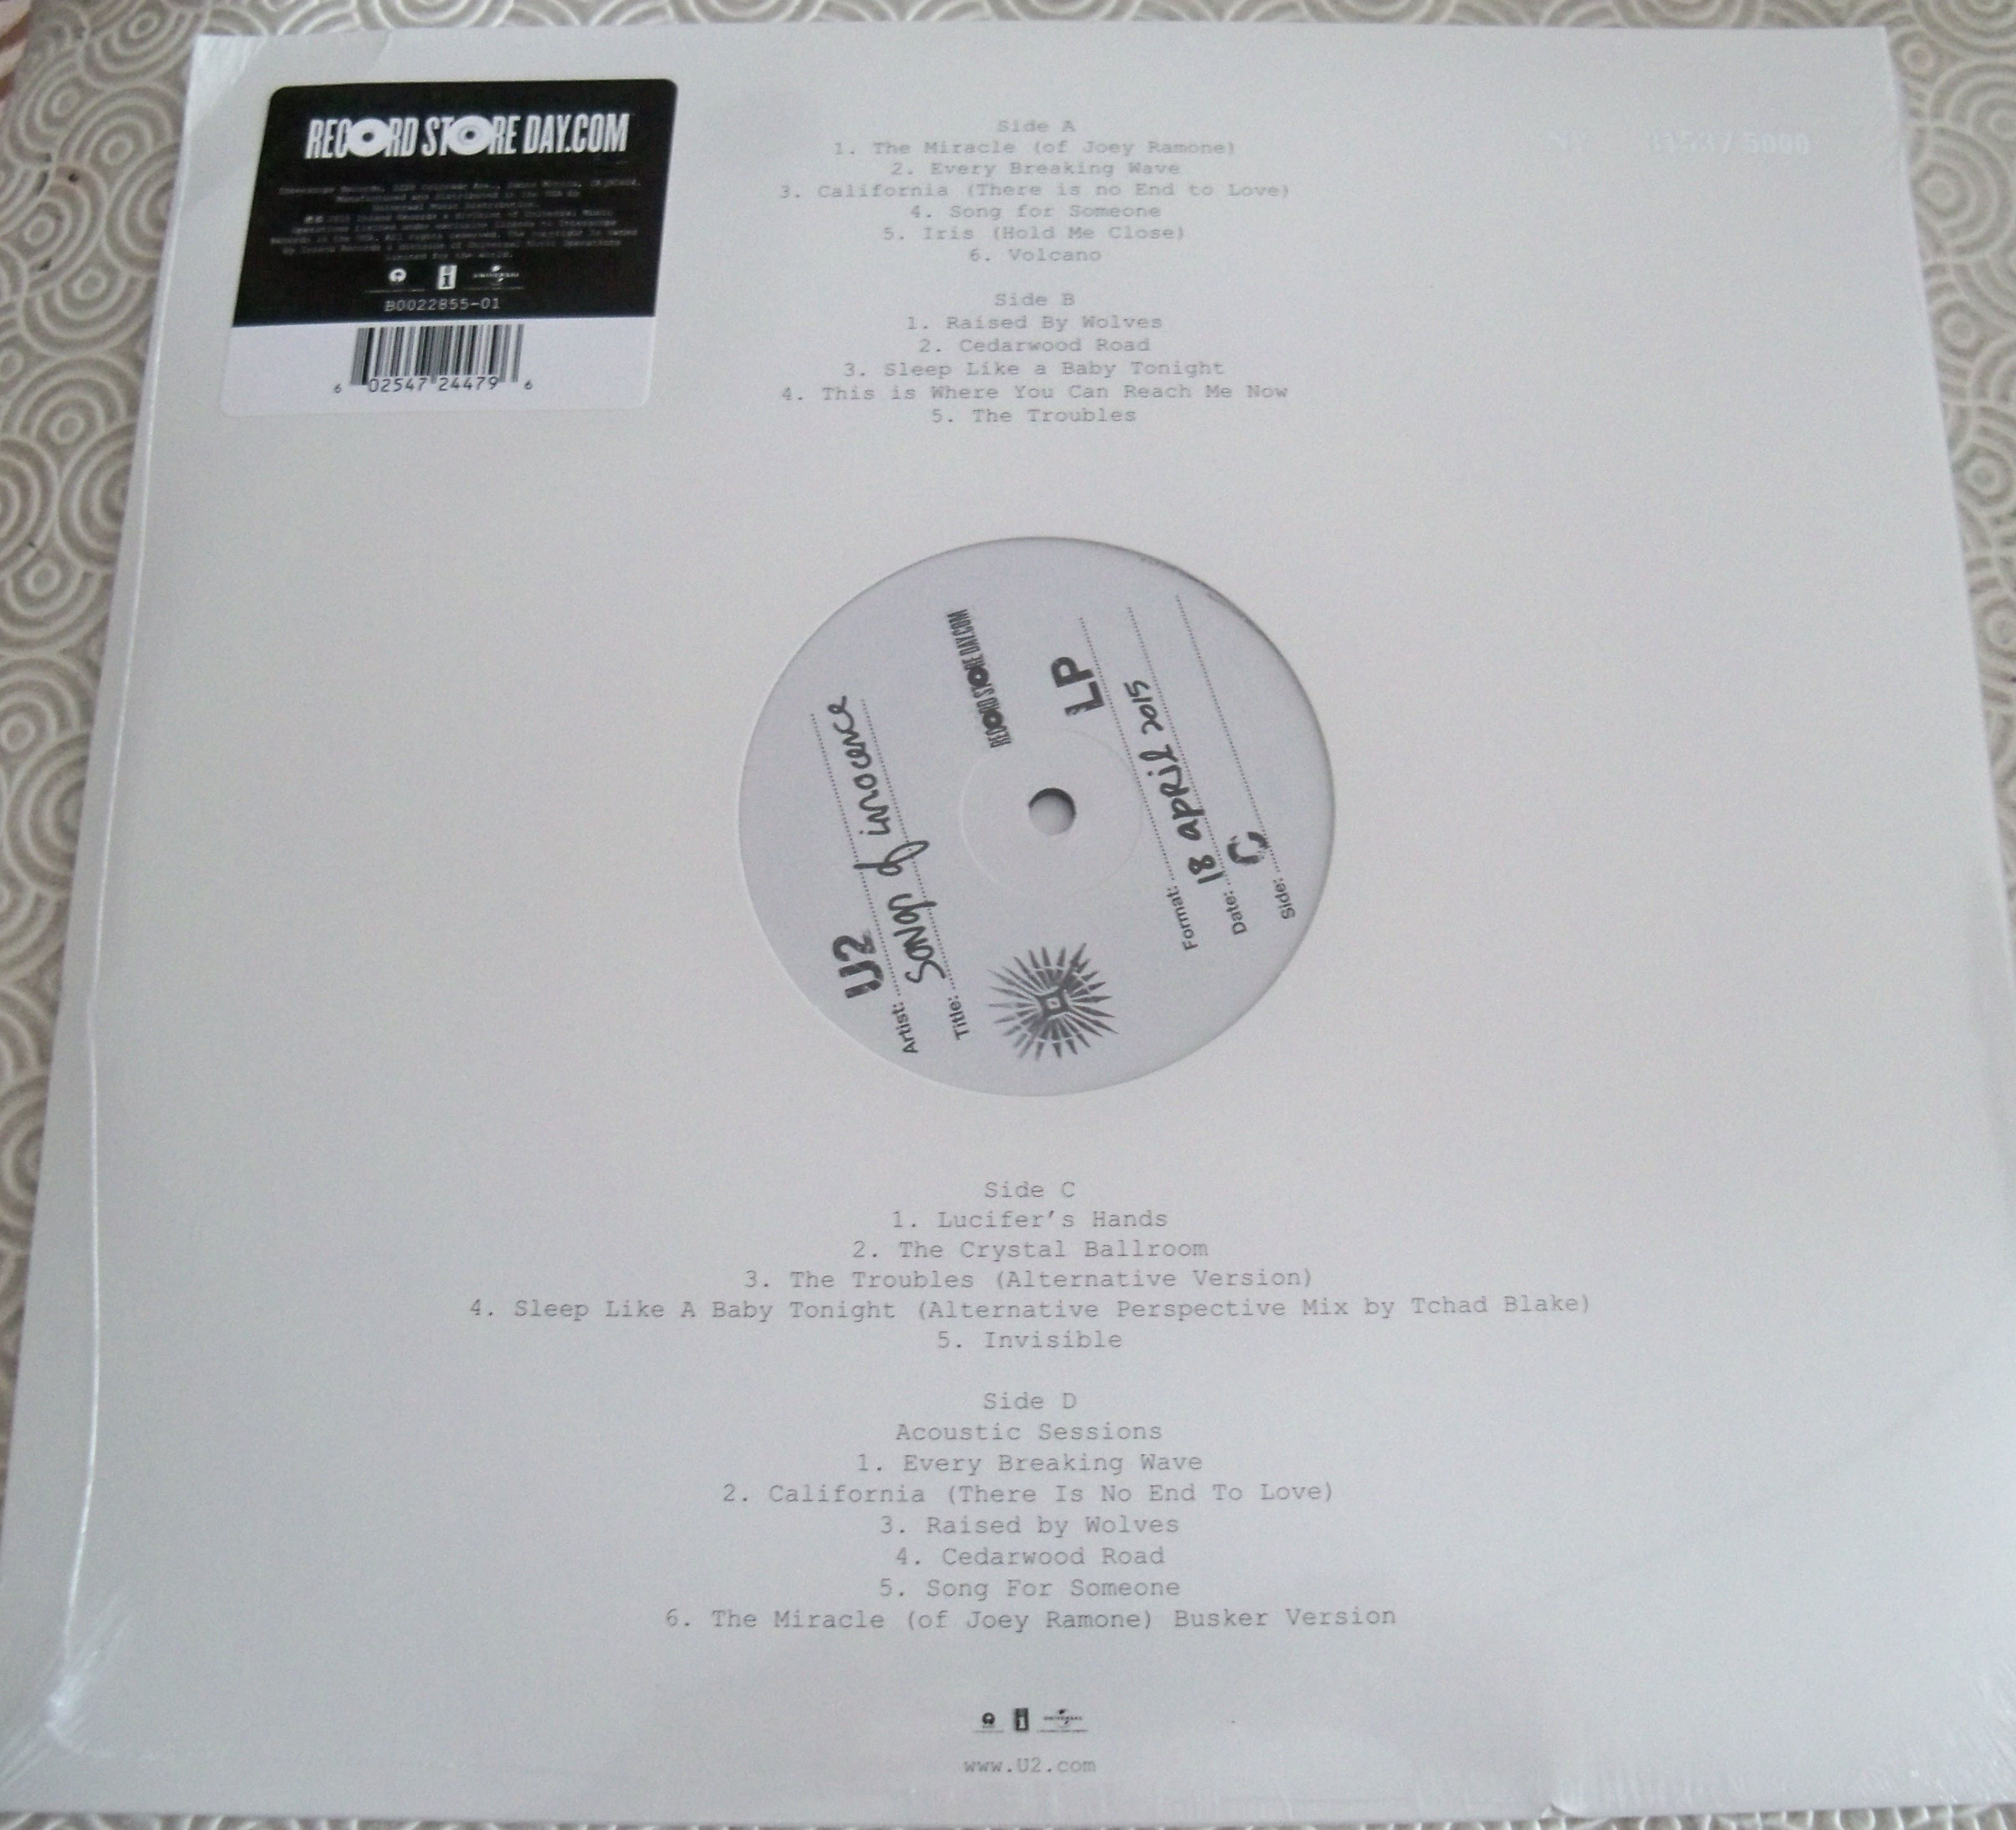 RECORD STORE DAY.COM
B0022855-01
6 02547 24479 6
Side A
1. The Miracle (of Joey Ramone)
2. Every Breaking Wave
3. California (There is no End to Love)
4. Song for Someone
5. Iris (Hold Me Close)
6. Volcano
Side B
1. Raised By Wolves
2. Cedarwood Road
3. Sleep Like a Baby Tonight
4. This is Where You Can Reach Me Now
5. The Troubles
/ 5000
Artist: U2
Title: Songs of innocence
RECORD STORE DAY.COM
Format: LP
Date: 18 april 2015
Side: C
Side C
1. Lucifer's Hands
2. The Crystal Ballroom
3. The Troubles (Alternative Version)
4. Sleep Like A Baby Tonight (Alternative Perspective Mix by Tchad Blake)
5. Invisible
Side D
Acoustic Sessions
1. Every Breaking Wave
2. California (There Is No End To Love)
3. Raised by Wolves
4. Cedarwood Road
5. Song For Someone
6. The Miracle (of Joey Ramone) Busker Version
UNIVERSAL
www.U2.com